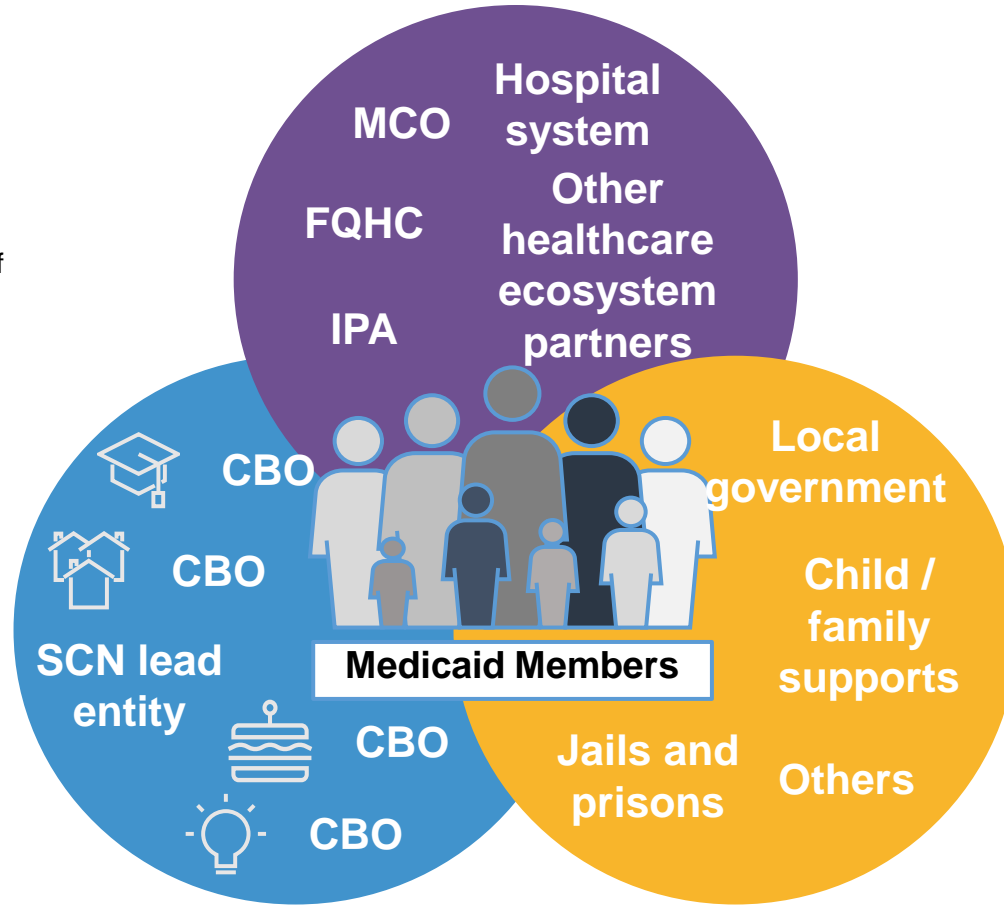 MCO
Hospital
system
FQHC
Other
healthcare
ecosystem
partners
IPA
f
CBO
CBO
SCN lead
entity
CBO
CBO
Medicaid Members
Local
government
Child /
family
supports
Jails and
prisons
Others